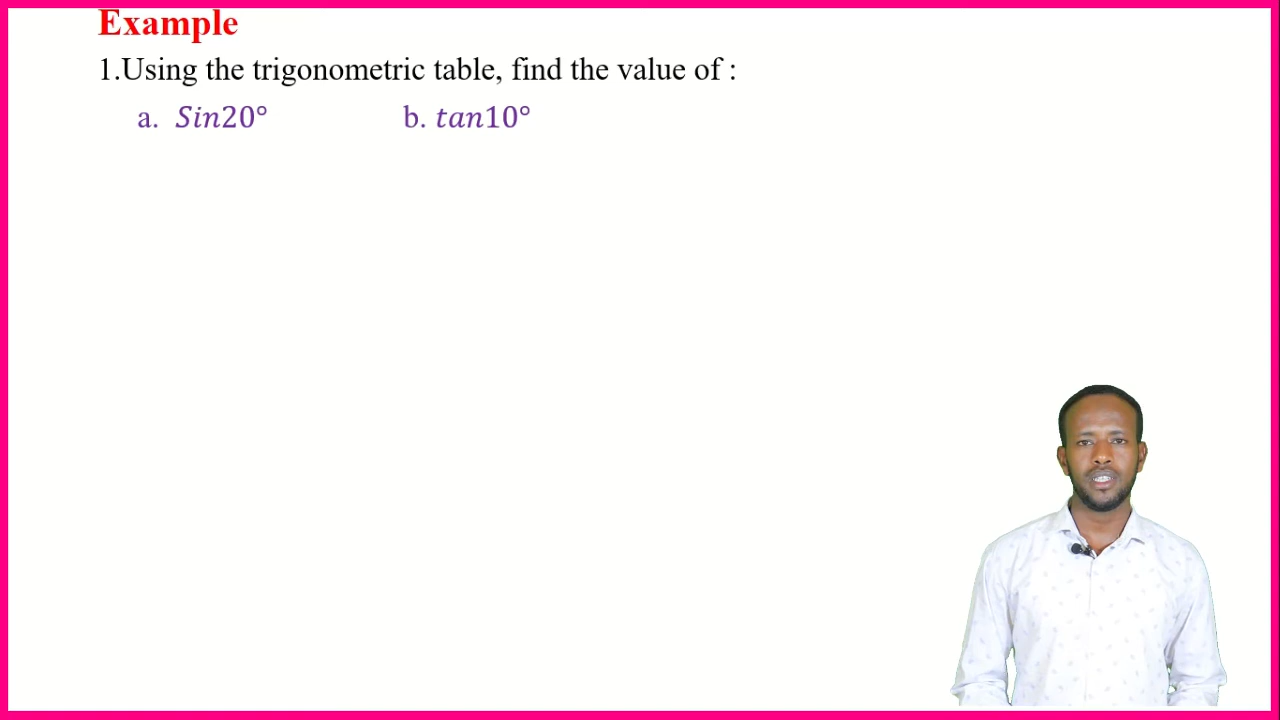 Example
1.Using the trigonometric table, find the value of :
a. Sin20° b. tan10°